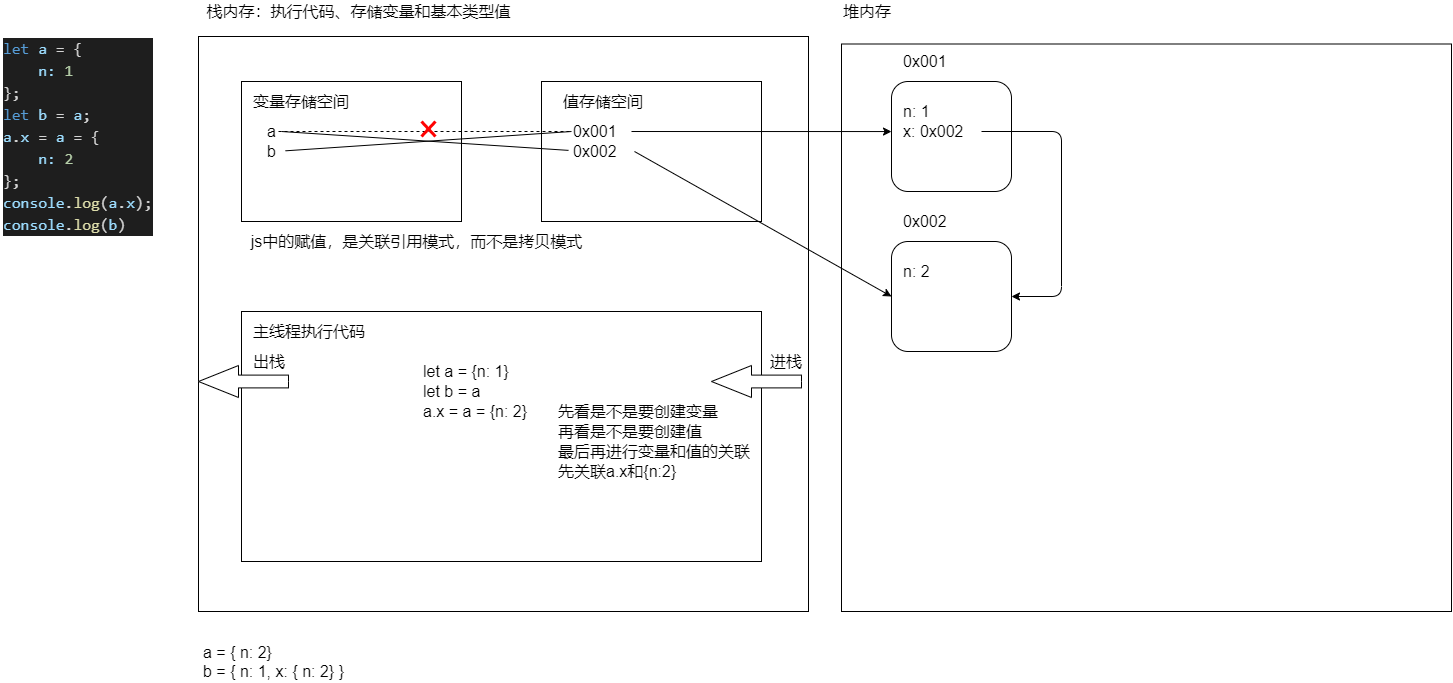 栈内存：执行代码、存储变量和基本类型值
堆内存
let a = {
    n: 1
};
let b = a;
a.x = a = {
    n: 2
};
console.log(a.x);
console.log(b)
变量存储空间
a
b
值存储空间
0x001
0x002
js中的赋值，是关联引用模式，而不是拷贝模式
主线程执行代码
出栈
进栈
let a = {n: 1}
let b = a
a.x = a = {n: 2}
先看是不是要创建变量
再看是不是要创建值
最后再进行变量和值的关联
先关联a.x和{n:2}
0x001
n: 1
x: 0x002
0x002
n: 2
a = { n: 2}
b = { n: 1, x: { n: 2} }